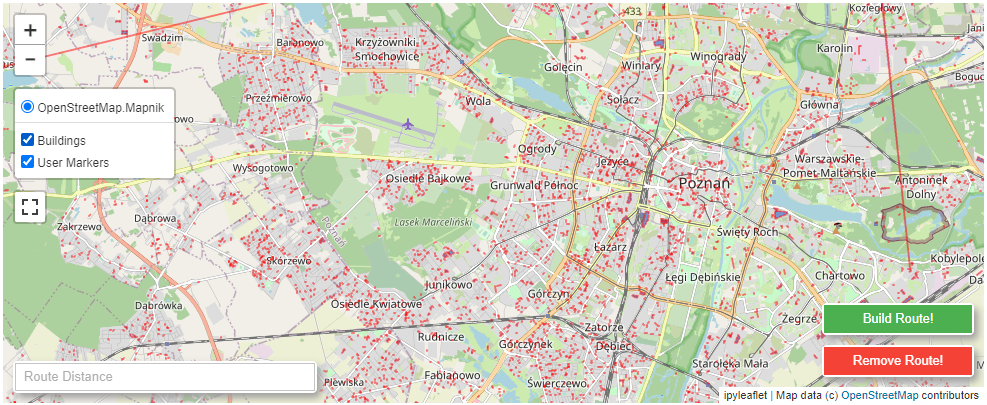 +
−
OpenStreetMap.Mapnik
Buildings
User Markers
Swadzim
Baranowo
Krzyżowniki-
Smochowice
433
Koziegłowy
Karolin
Golęcin
Winiary
Winogrady
Przeźmierowo
Wola
Sołacz
Główna
Ogrody
Jeżyce
Warszawskie-
Pomet-Maltańskie
Wysogotowo
Osiedle Bajkowe
Grunwald Północ
Poznań
Antoninek
Dolny
Dąbrowa
Zakrzewo
Poznań
Lasek Marceliński
Święty Roch
Łazarz
Kobylepole
Skórzewo
Junikowo
Łęgi Dębińskie
Chartowo
Dąbrówka
Osiedle Kwiatowe
Górczyn
Żegrze
Build Route!
Rudnicze
Górczynek
Zatorze
Dębiec
Starołęka Mała
Remove Route!
Route Distance
Plewiska
Fabianowo
Świerczewo
ipyleaflet | Map data (c) OpenStreetMap contributors